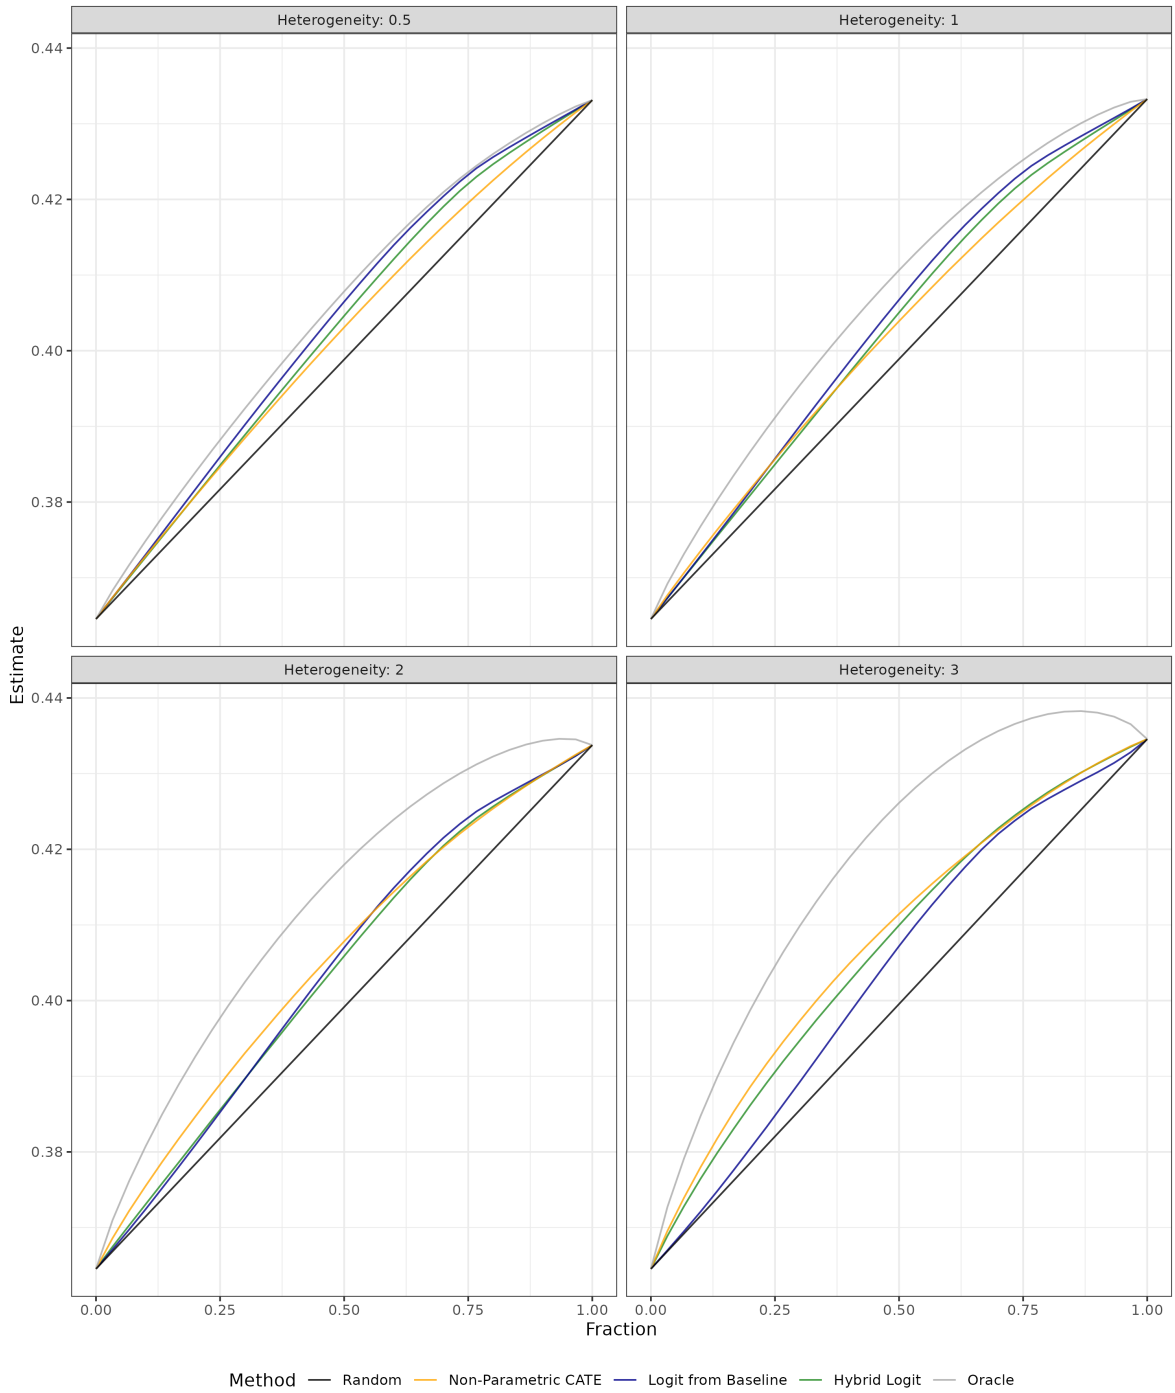 Heterogeneity: 0.5
Heterogeneity: 1
0.44
0.42
0.40
0.38
Estimate
Heterogeneity: 2
Heterogeneity: 3
0.44
0.42
0.40
0.38
0.00 0.25 0.50 0.75 1.00 0.00 0.25 0.50 0.75 1.00
Fraction
Method Random Non-Parametric CATE Logit from Baseline Hybrid Logit Oracle